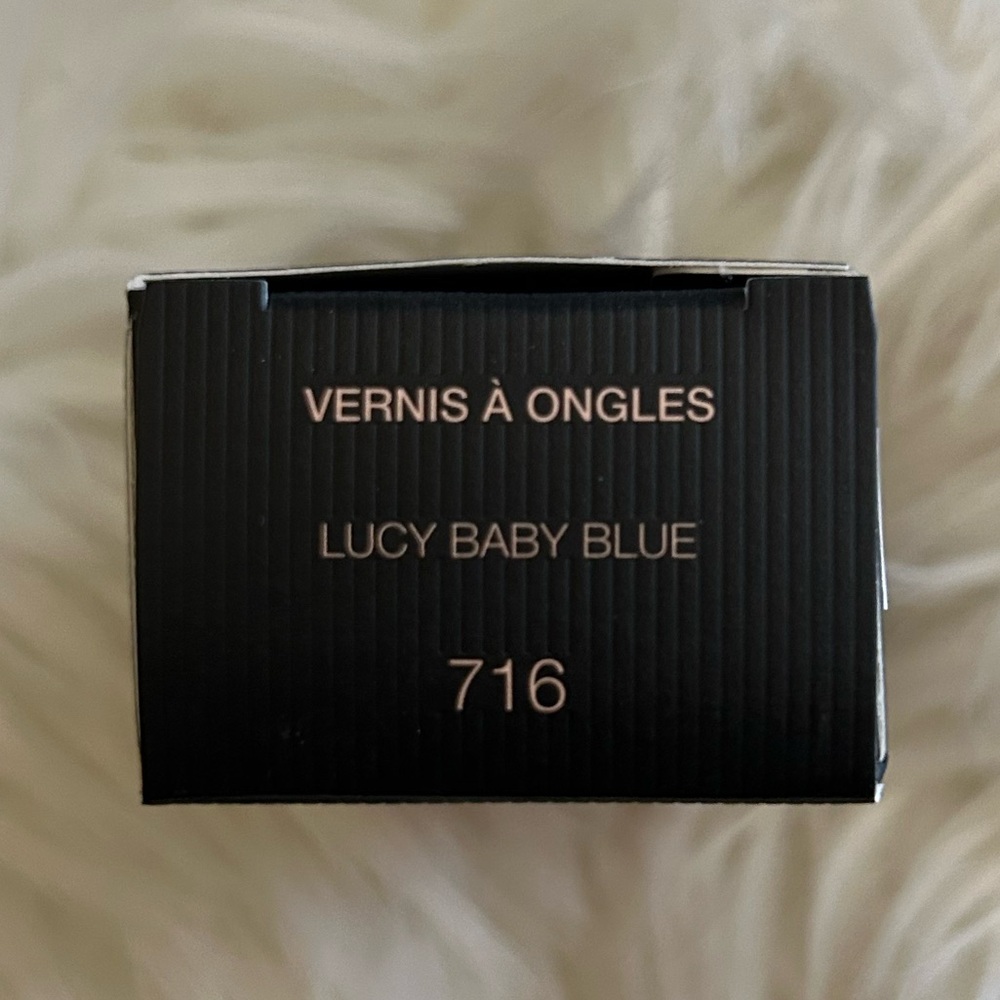 VERNIS À ONGLES
LUCY BABY BLUE
716